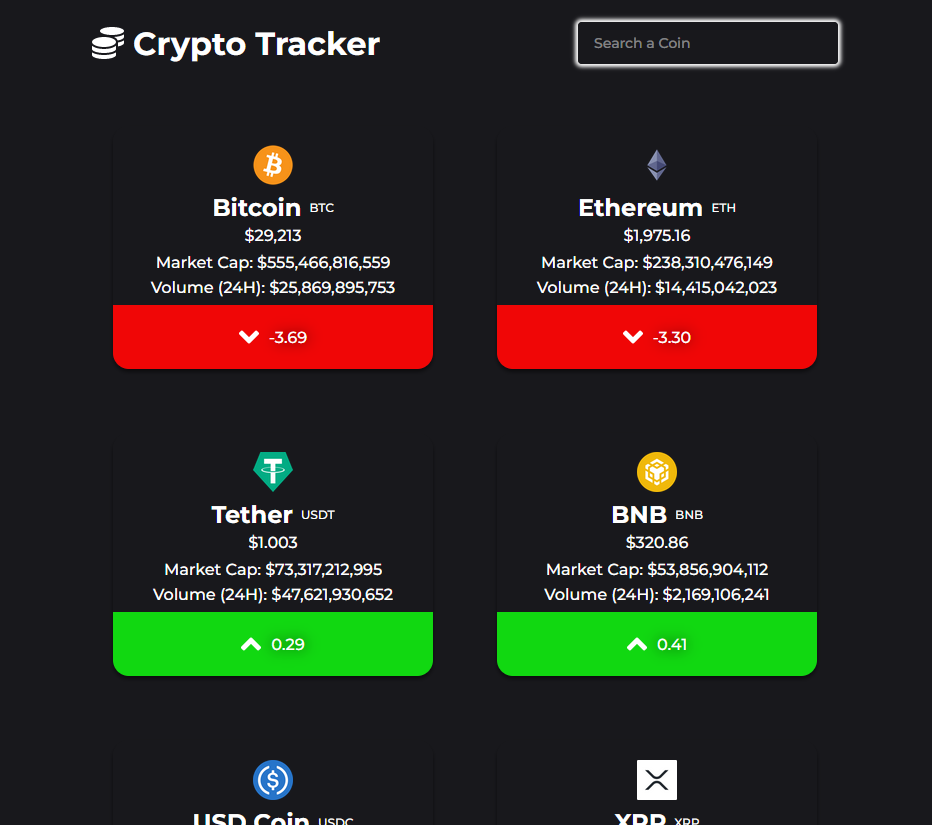 Crypto Tracker
Search a Coin
Bitcoin BTC
$29,213
Market Cap: $555,466,816,559
Volume (24H): $25,869,895,753
-3.69
Ethereum ETH
$1,975.16
Market Cap: $238,310,476,149
Volume (24H): $14,415,042,023
-3.30
Tether USDT
$1.003
Market Cap: $73,317,212,995
Volume (24H): $47,621,930,652
0.29
BNB BNB
$320.86
Market Cap: $53,856,904,112
Volume (24H): $2,169,106,241
0.41
USD Coin USDC
XRP XRP